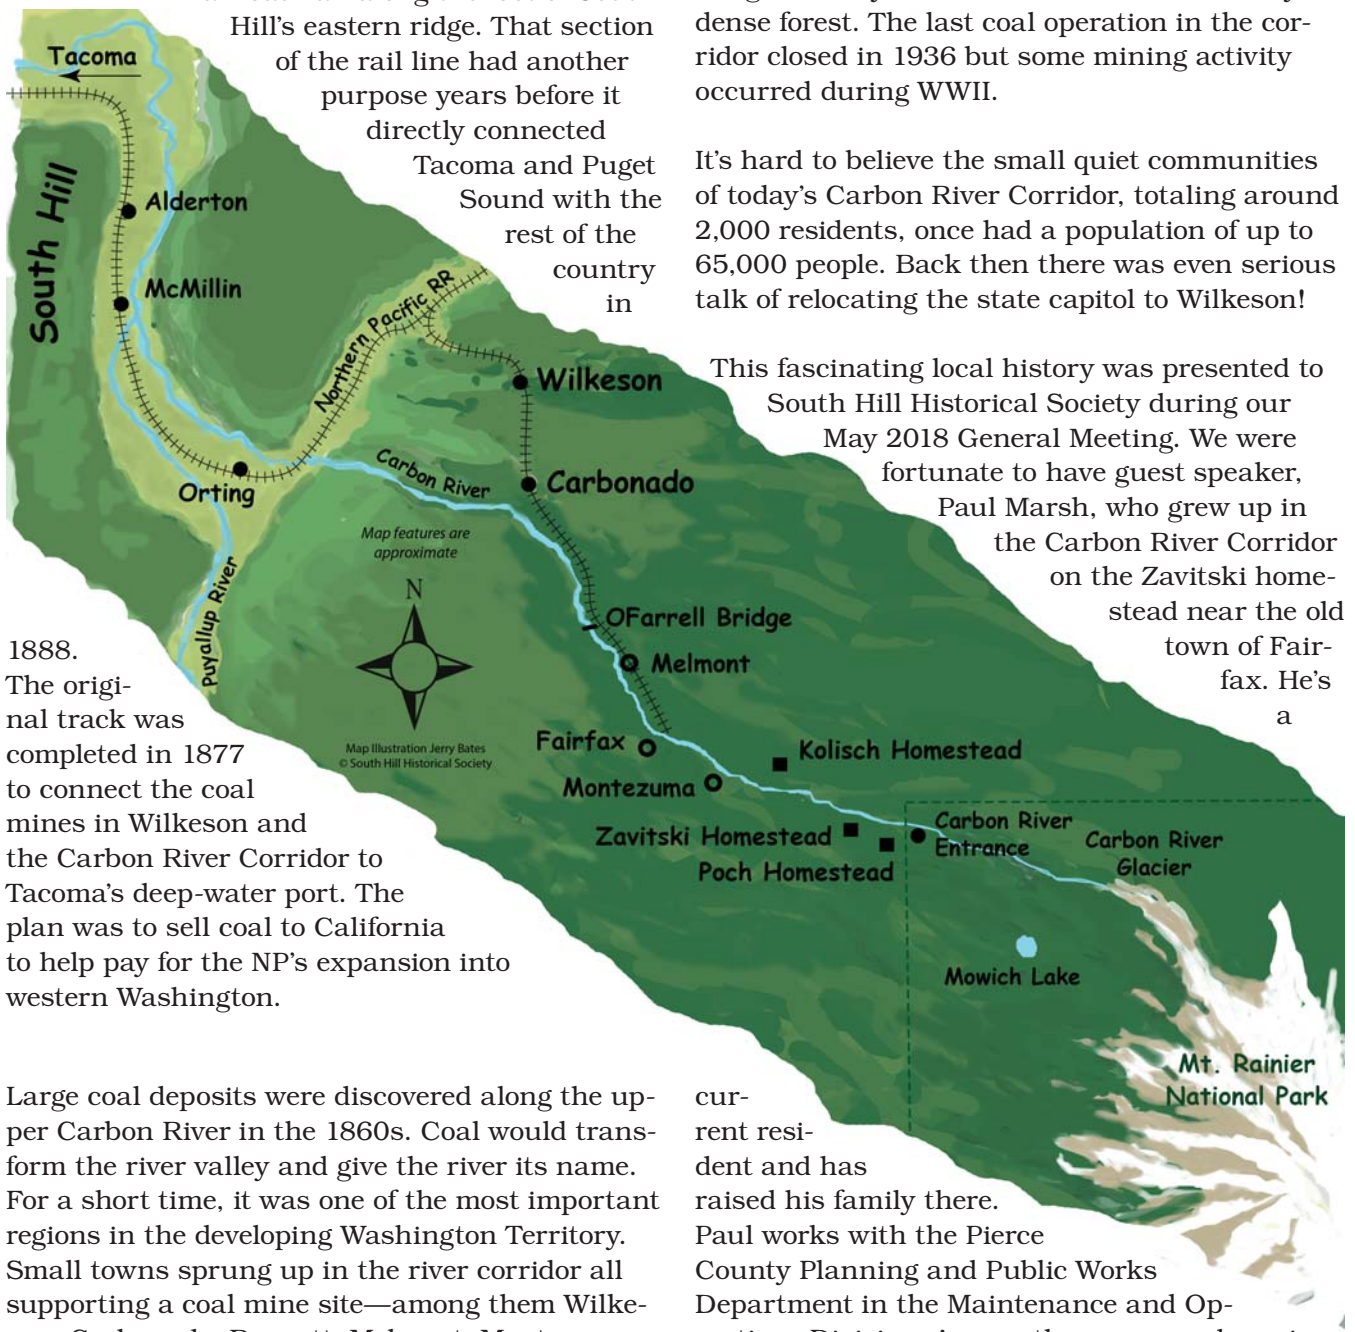 Hill's eastern ridge. That section
of the rail line had another
purpose years before it
directly connected
Tacoma and Puget
Sound with the
rest of the
country
in
1888.
The origi-
nal track was
completed in 1877
to connect the coal
mines in Wilkeson and
the Carbon River Corridor to
Tacoma's deep-water port. The
plan was to sell coal to California
to help pay for the NP's expansion into
western Washington.
Large coal deposits were discovered along the up-
per Carbon River in the 1860s. Coal would trans-
form the river valley and give the river its name.
For a short time, it was one of the most important
regions in the developing Washington Territory.
Small towns sprung up in the river corridor all
supporting a coal mine site—among them Wilke-
dense forest. The last coal operation in the cor-
ridor closed in 1936 but some mining activity
occurred during WWII.
It's hard to believe the small quiet communities
of today's Carbon River Corridor, totaling around
2,000 residents, once had a population of up to
65,000 people. Back then there was even serious
talk of relocating the state capitol to Wilkeson!
This fascinating local history was presented to
South Hill Historical Society during our
May 2018 General Meeting. We were
fortunate to have guest speaker,
Paul Marsh, who grew up in
the Carbon River Corridor
on the Zavitski home-
stead near the old
town of Fair-
fax. He's
a
cur-
rent resi-
dent and has
raised his family there.
Paul works with the Pierce
County Planning and Public Works
Department in the Maintenance and Op-
Tacoma
South Hill
Alderton
McMillin
Northern Pacific RR
Wilkeson
Orting
Carbon River
Carbonado
Map features are
approximate
N
Puyallup River
OFarrell Bridge
Melmont
Map Illustration Jerry Bates
© South Hill Historical Society
Fairfax
Kolisch Homestead
Montezuma
Zavitski Homestead
Poch Homestead
Carbon River
Entrance
Carbon River
Glacier
Mowich Lake
Mt. Rainier
National Park